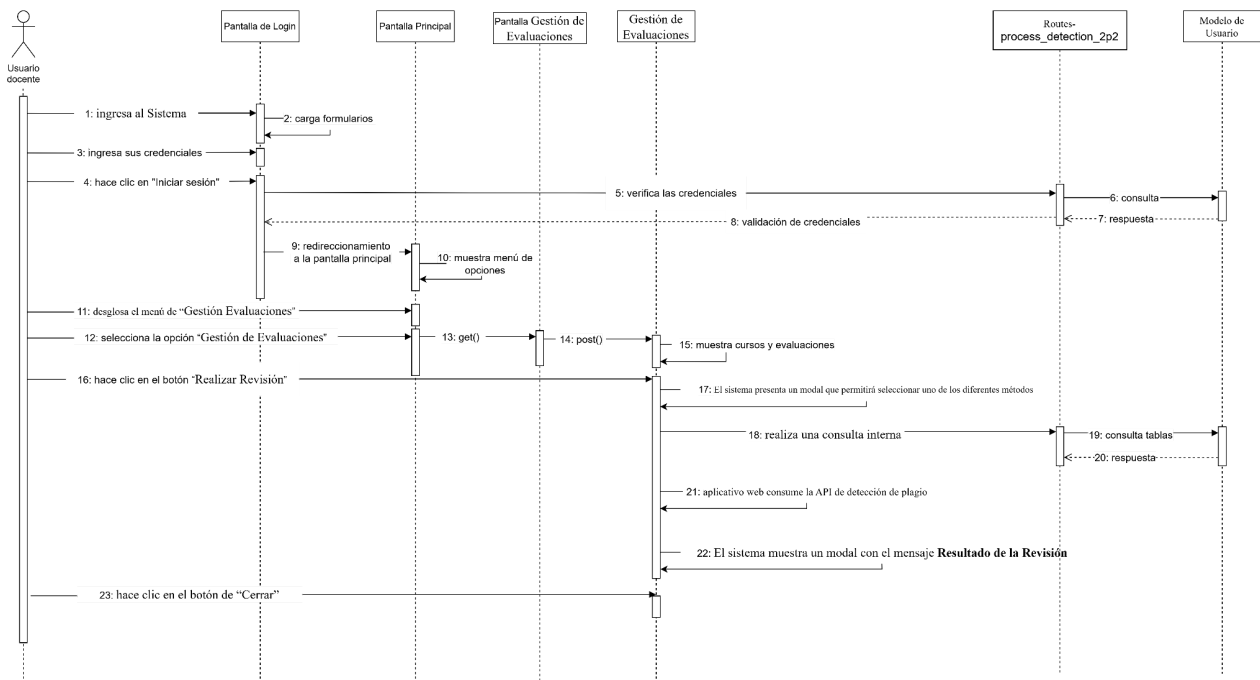 Usuario
docente
Pantalla de Login
Pantalla Principal
Pantalla Gestión de
Evaluaciones
Gestión de
Evaluaciones
Routes-
process_detection_2p2
Modelo de
Usuario
1: ingresa al Sistema
2: carga formularios
3: ingresa sus credenciales
4: hace clic en "Iniciar sesión"
5: verifica las credenciales
6: consulta
7: respuesta
8: validación de credenciales
9: redireccionamiento
a la pantalla principal
10: muestra menú de
opciones
11: desglosa el menú de “Gestión Evaluaciones”
12: selecciona la opción “Gestión de Evaluaciones”
13: get()
14: post()
15: muestra cursos y evaluaciones
16: hace clic en el botón “Realizar Revisión”
17: El sistema presenta un modal que permitirá seleccionar uno de los diferentes métodos
18: realiza una consulta interna
19: consulta tablas
20: respuesta
21: aplicativo web consume la API de detección de plagio
22: El sistema muestra un modal con el mensaje Resultado de la Revisión
23: hace clic en el botón de “Cerrar”